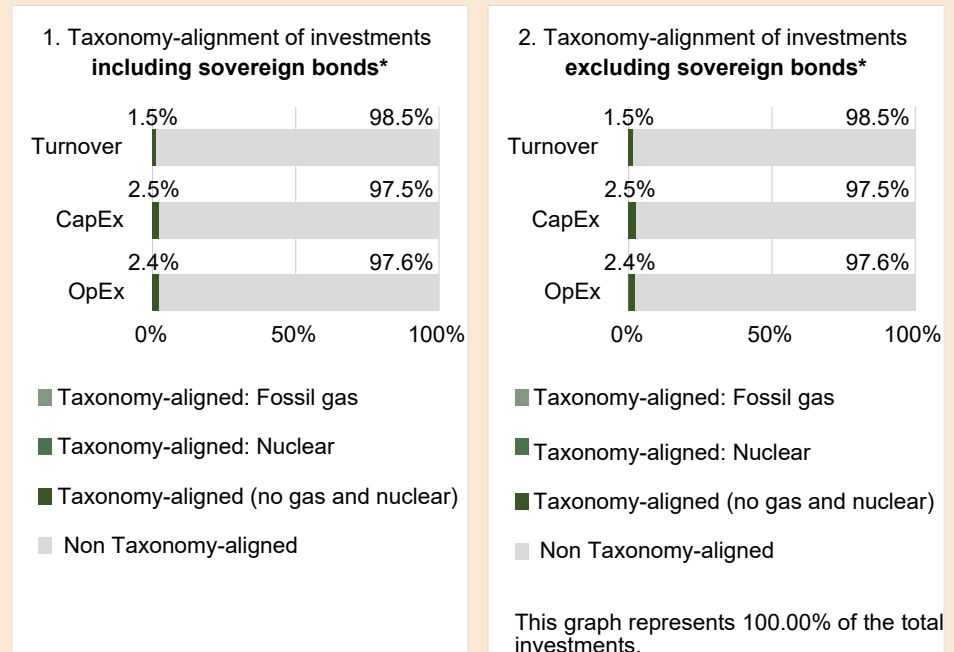 1. Taxonomy-alignment of investments
including sovereign bonds*
1.5% 98.5%
Turnover
2.5% 97.5%
CapEx
2.4% 97.6%
OpEx
0% 50% 100%
Taxonomy-aligned: Fossil gas
Taxonomy-aligned: Nuclear
Taxonomy-aligned (no gas and nuclear)
Non Taxonomy-aligned
2. Taxonomy-alignment of investments
excluding sovereign bonds*
1.5% 98.5%
Turnover
2.5% 97.5%
CapEx
2.4% 97.6%
OpEx
0% 50% 100%
Taxonomy-aligned: Fossil gas
Taxonomy-aligned: Nuclear
Taxonomy-aligned (no gas and nuclear)
Non Taxonomy-aligned
This graph represents 100.00% of the total
investments.